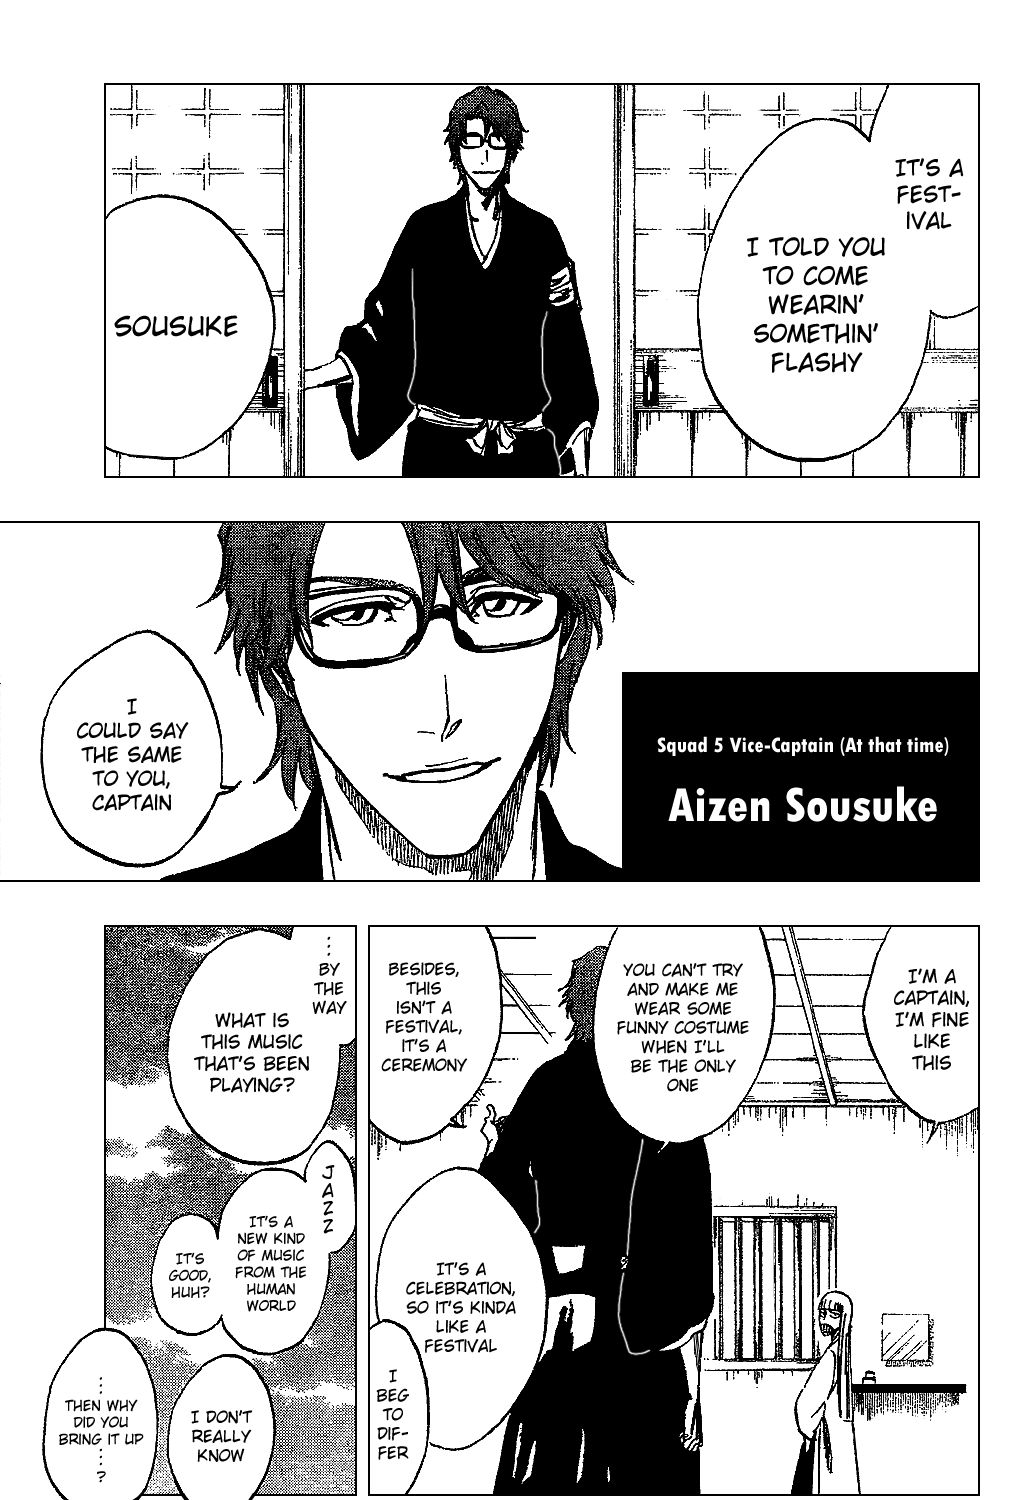 IT'S A
FEST-
IVAL
I TOLD YOU
TO COME
WEARIN'
SOMETHIN'
FLASHY
SOUSUKE
I
COULD SAY
THE SAME
TO YOU,
CAPTAIN
Squad 5 Vice-Captain (At that time)
Aizen Sousuke
I'M A
CAPTAIN,
I'M FINE
LIKE
THIS
YOU CAN'T TRY
AND MAKE ME
WEAR SOME
FUNNY COSTUME
WHEN I'LL
BE THE ONLY
ONE
BESIDES,
THIS
ISN'T A
FESTIVAL,
IT'S A
CEREMONY
IT'S A
CELEBRATION,
SO IT'S KINDA
LIKE A
FESTIVAL
I
BEG
TO
DIF-
FER
...
BY
THE
WAY
WHAT IS
THIS MUSIC
THAT'S BEEN
PLAYING?
JAZZ
IT'S A
NEW KIND
OF MUSIC
FROM THE
HUMAN
WORLD
IT'S
GOOD,
HUH?
I DON'T
REALLY
KNOW
...
THEN WHY
DID YOU
BRING IT UP
...
?